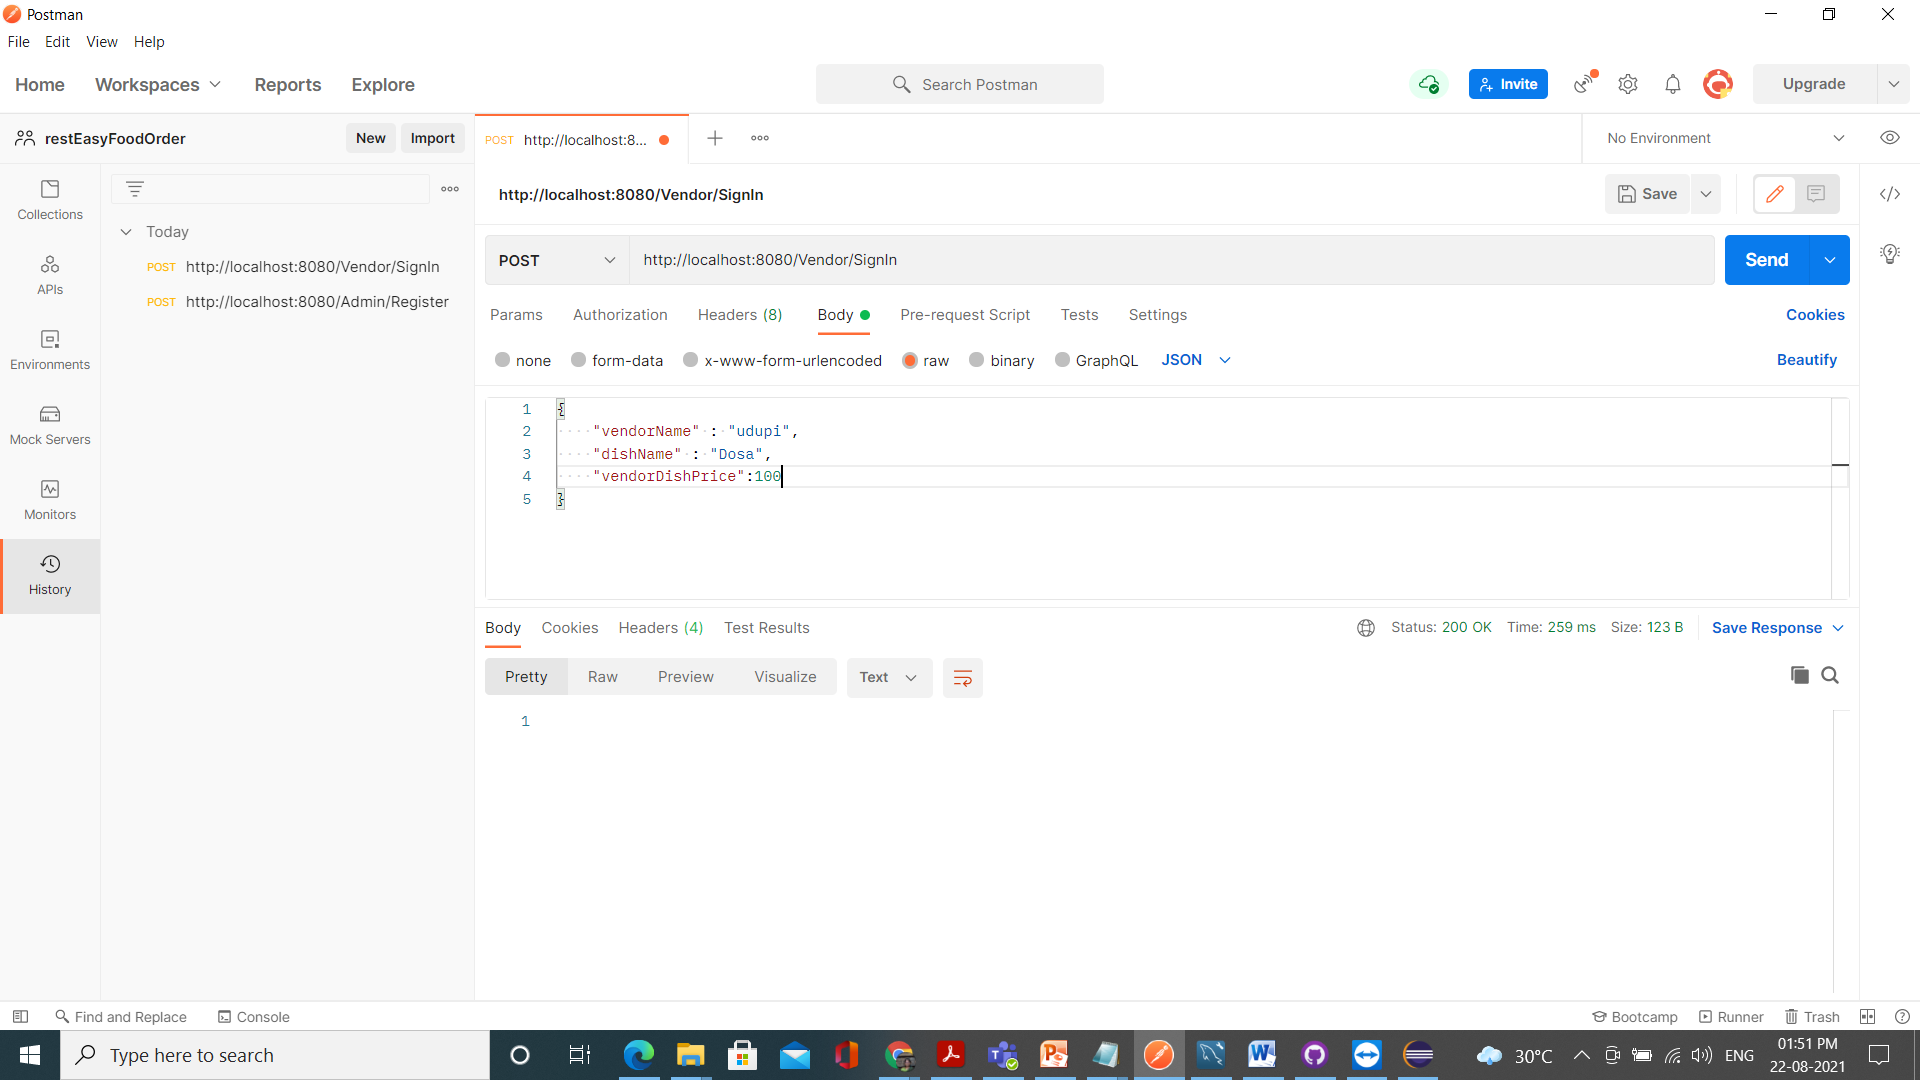 Postman
File Edit View Help
Home Workspaces Reports Explore Search Postman Invite Upgrade
restEasyFoodOrder New Import POST http://localhost:8... No Environment
Collections
APIs
Environments
Mock Servers
Monitors
History
Today
POST http://localhost:8080/Vendor/SignIn
POST http://localhost:8080/Admin/Register
http://localhost:8080/Vendor/SignIn Save
POST http://localhost:8080/Vendor/SignIn Send
Params Authorization Headers (8) Body Pre-request Script Tests Settings Cookies
none form-data x-www-form-urlencoded raw binary GraphQL JSON Beautify
1 {
2 "vendorName" : "udupi",
3 "dishName" : "Dosa",
4 "vendorDishPrice":100
5 }
Body Cookies Headers (4) Test Results Status: 200 OK Time: 259 ms Size: 123 B Save Response
Pretty Raw Preview Visualize Text
1
Find and Replace Console Bootcamp Runner Trash
Type here to search 30°C ENG 01:51 PM
22-08-2021